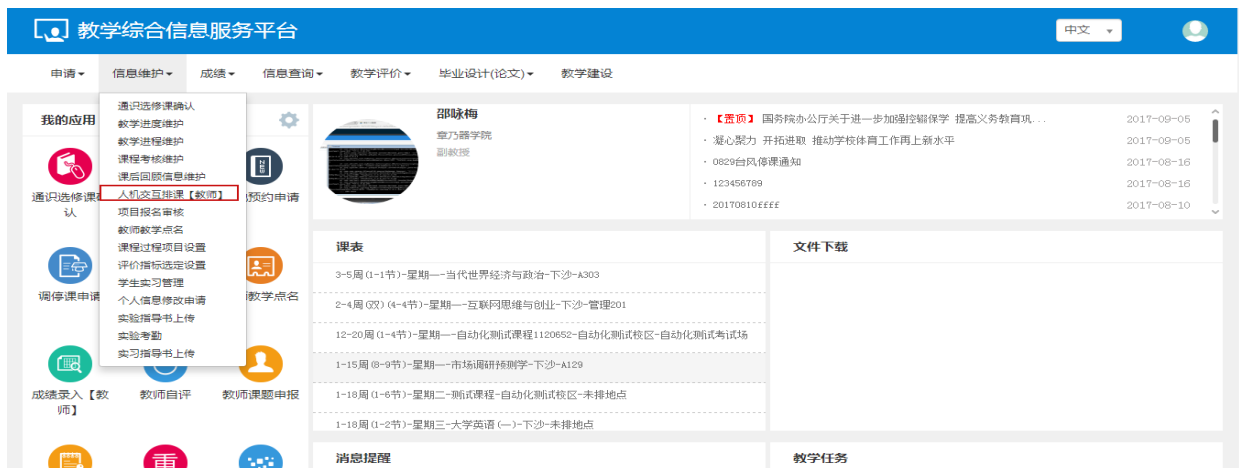 教学综合信息服务平台
中文
申请
信息维护
成绩
信息查询
教学评价
毕业设计(论文)
教学建设
我的应用
通识选修课
认
预约申请
调停课申请
教学点名
成绩录入【教
师】
教师自评
教师课题申报
重
通识选修课确认
教学进度维护
教学进程维护
课程考核维护
课后回顾信息维护
人机交互排课【教师】
项目报名审核
教师教学点名
课程过程项目设置
评价指标选定设置
学生实习管理
个人信息修改申请
实验指导书上传
实验考勤
实习指导书上传
邵咏梅
章乃器学院
副教授
· 【置顶】 国务院办公厅关于进一步加强控辍保学 提高义务教育巩... 2017-09-05
· 凝心聚力 开拓进取 推动学校体育工作再上新水平 2017-09-05
· 0829台风停课通知 2017-08-16
· 123456789 2017-08-16
· 20170810ffff 2017-08-10
课表
3-5周(1-1节)-星期一-当代世界经济与政治-下沙-A303
2-4周(双)(4-4节)-星期一-互联网思维与创业-下沙-管理201
12-20周(1-4节)-星期一-自动化测试课程1120652-自动化测试校区-自动化测试考试场
1-15周(8-9节)-星期一-市场调研预测学-下沙-A129
1-18周(1-6节)-星期二-测试课程-自动化测试校区-未排地点
1-18周(1-2节)-星期三-大学英语(一)-下沙-未排地点
文件下载
消息提醒
教学任务